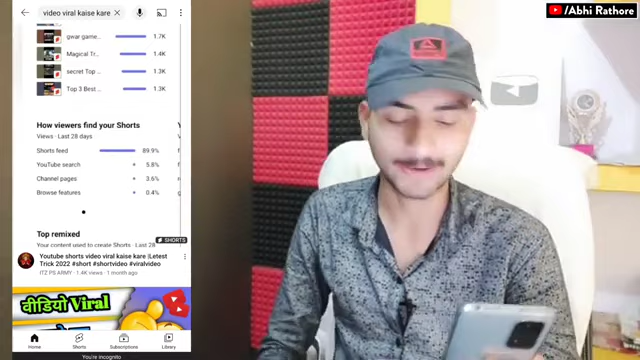 /Abhi Rathore
video viral kaise kare
gwar game... 1.7K
Magical Tr... 1.4K
secret Top ... 1.3K
Top 3 Best ... 1.3K
How viewers find your Shorts
Views · Last 28 days
Shorts feed 89.9%
YouTube search 5.8%
Channel pages 3.6%
Browse features 0.4%
Top remixed
Your content used to create Shorts · Last 28
SHORTS
Youtube shorts video viral kaise kare |Letest
Trick 2022 #short #shortvideo #viralvideo
ITZ PS ARMY · 1.4K views · 1 month ago
वीडियो Viral
Home Shorts Subscriptions Library
You're incognito